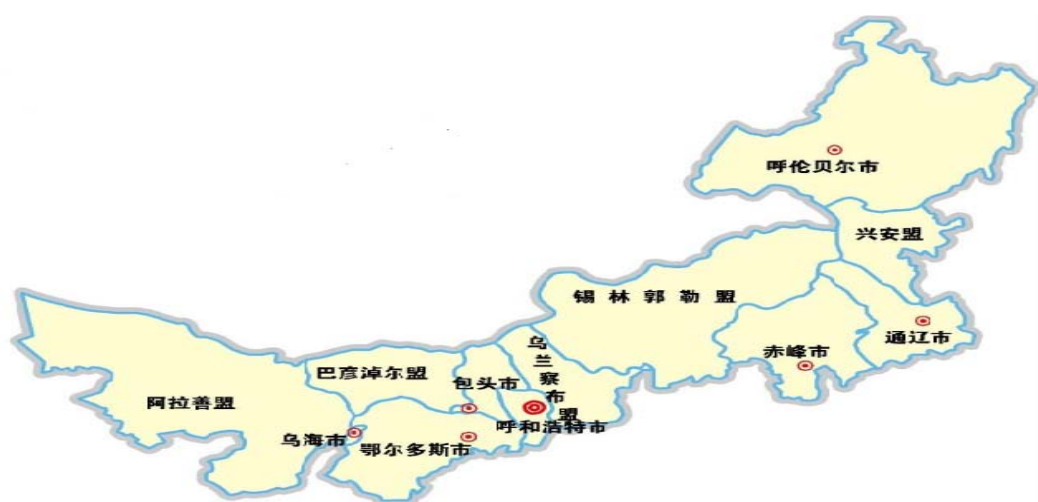 呼伦贝尔市
兴安盟
锡林郭勒盟
通辽市
赤峰市
乌兰察布盟
巴彦淖尔盟
包头市
阿拉善盟
呼和浩特市
乌海市
鄂尔多斯市